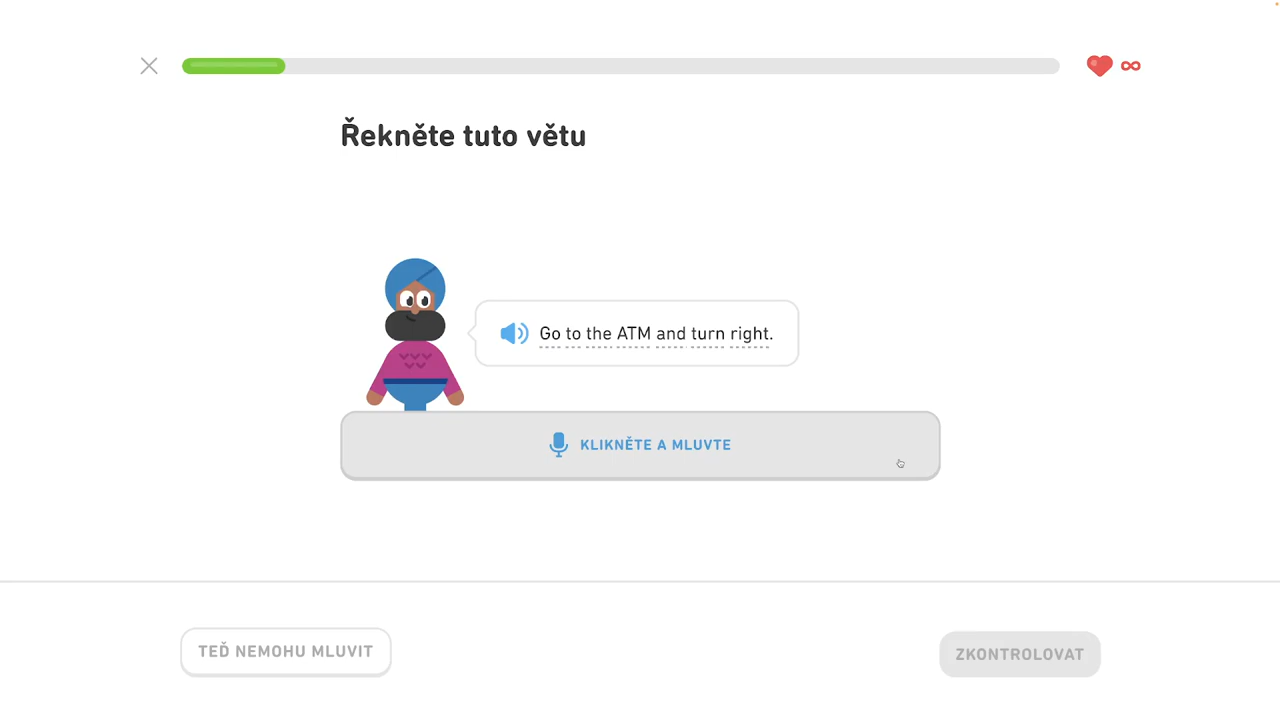 Řekněte tuto větu
Go to the ATM and turn right.
KLIKNĚTE A MLUVTE
TEĎ NEMOHU MLUVIT
ZKONTROLOVAT